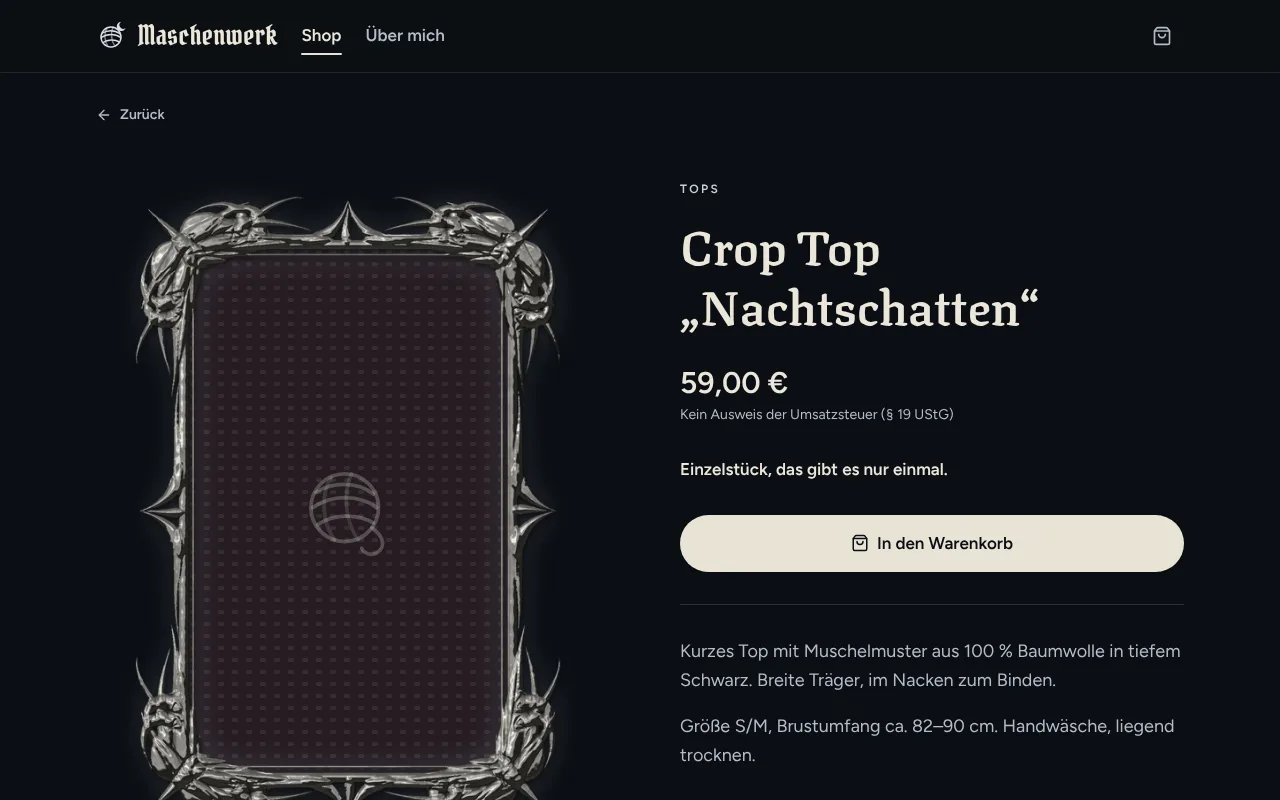 Maschenwerk Shop Über mich
Zurück
TOPS
Crop Top
„Nachtschatten“
59,00 €
Kein Ausweis der Umsatzsteuer (§ 19 UStG)
Einzelstück, das gibt es nur einmal.
In den Warenkorb
Kurzes Top mit Muschelmuster aus 100 % Baumwolle in tiefem
Schwarz. Breite Träger, im Nacken zum Binden.
Größe S/M, Brustumfang ca. 82–90 cm. Handwäsche, liegend
trocknen.